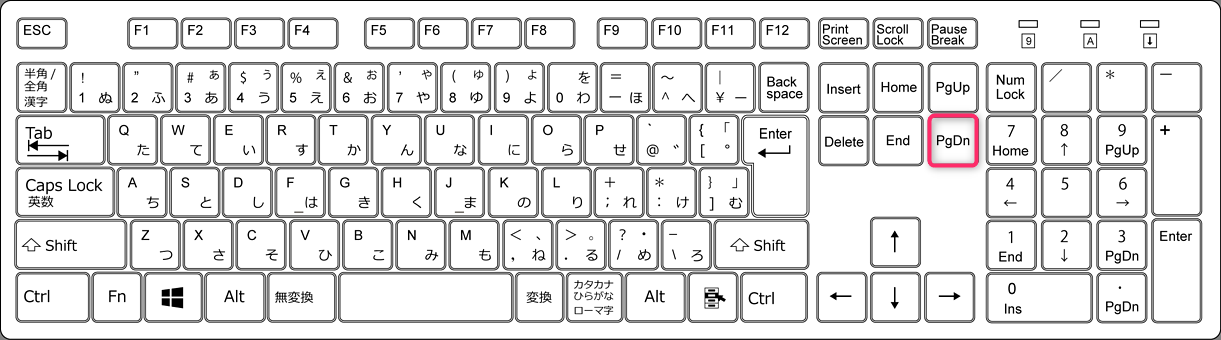 ESC F1 F2 F3 F4 F5 F6 F7 F8 F9 F10 F11 F12 Print Screen Scroll Lock Pause Break 9 A ↓
半角/全角 漢字 ! 1 ぬ " 2 ふ # ぁ 3 あ $ ぅ 4 う % ぇ 5 え & ぉ 6 お ' ゃ 7 や ( ゅ 8 ゆ ) ょ 9 よ を 0 わ = ー ほ ～ ^ へ | ¥ ー Back space Insert Home PgUp Num Lock ／ ＊ －
Tab Q た W て E い R す T か Y ん U な I に O ら P せ ` @ ゛ { 「 [ ° Enter Delete End PgDn 7 Home 8 ↑ 9 PgUp +
Caps Lock 英数 A ち S と D し F _は G き H く J _ま K の L り + ; れ * : け } 」 ] む 4 ← 5 6 →
Shift Z つ X さ C そ V ひ B こ N み M も < 、 , ね > 。 . る ? ・ / め – \ ろ Shift ↑ 1 End 2 ↓ 3 PgDn Enter
Ctrl Fn Alt 無変換 変換 カタカナ ひらがな ローマ字 Alt Ctrl ← ↓ → 0 Ins . PgDn